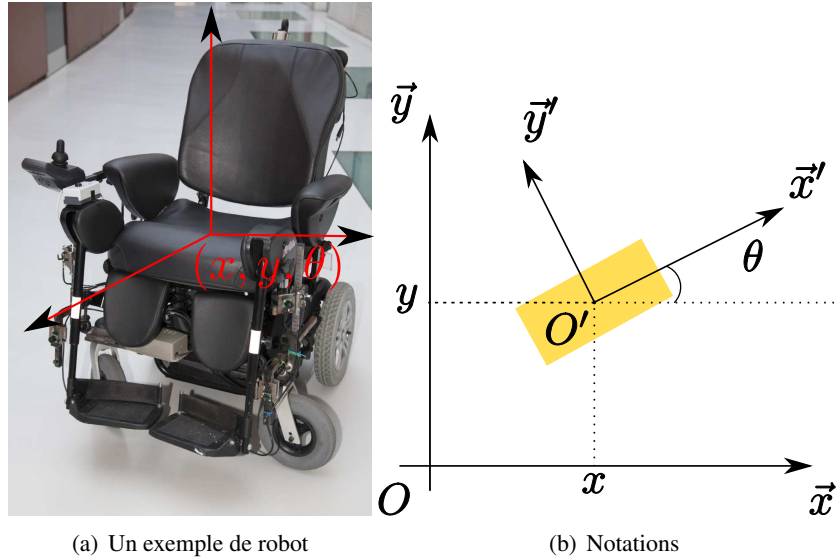 (x, y, θ)
(a) Un exemple de robot
y⃗
y⃗′
x⃗′
θ
y
O′
O
x
x⃗
(b) Notations